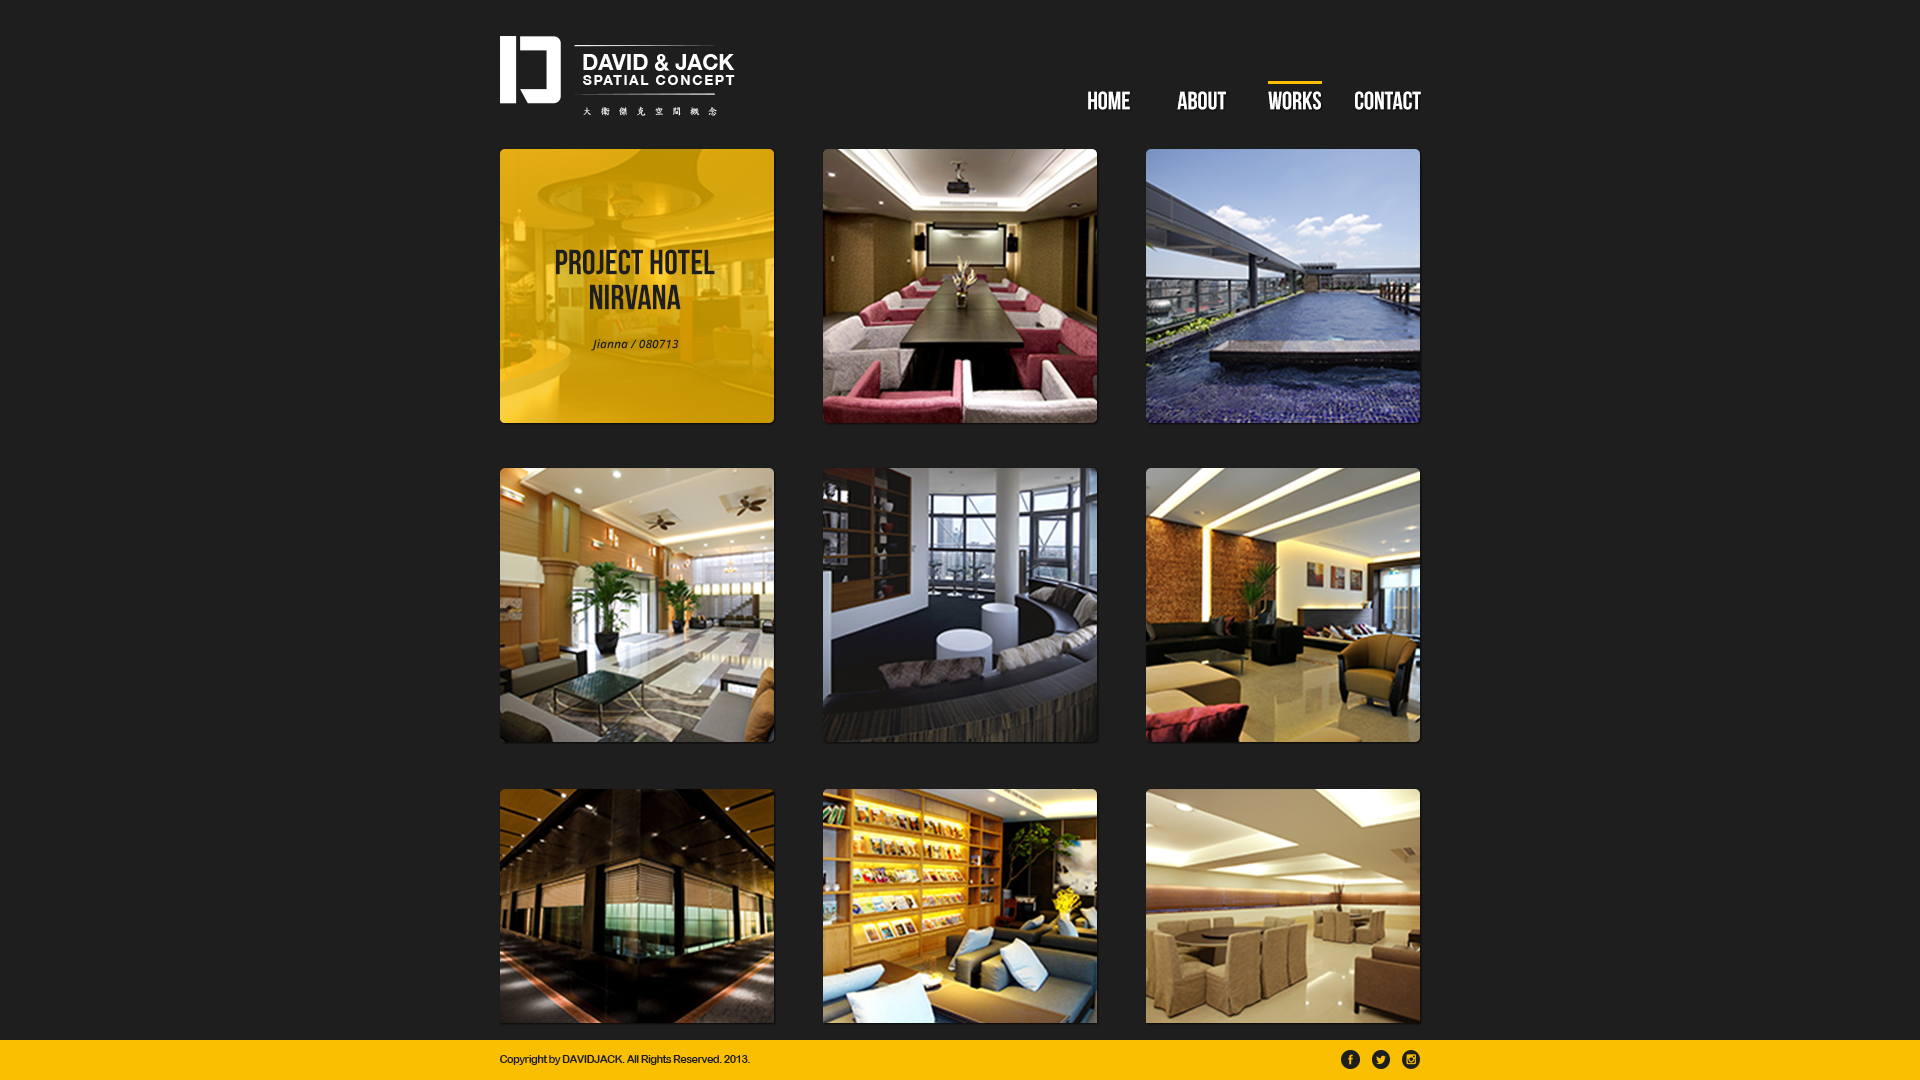 DAVID & JACK
SPATIAL CONCEPT
大衛傑克空間概念
HOME
ABOUT
WORKS
CONTACT
PROJECT HOTEL
NIRVANA
Jianna / 080713
Copyright by DAVIDJACK. All Rights Reserved. 2013.